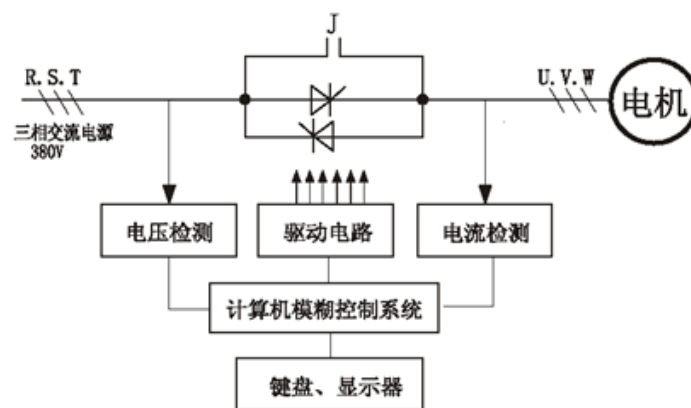 J
R.S.T
U.V.W
电机
三相交流电源
380V
电压检测
驱动电路
电流检测
计算机模糊控制系统
键盘、显示器